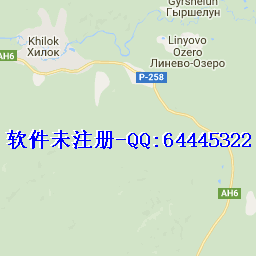 Gyrshelun
Гыршелун
Khilok
Хилок
Linyovo
Ozero
Линево-Озеро
AH6
P-258
软件未注册-QQ:64445322
AH6